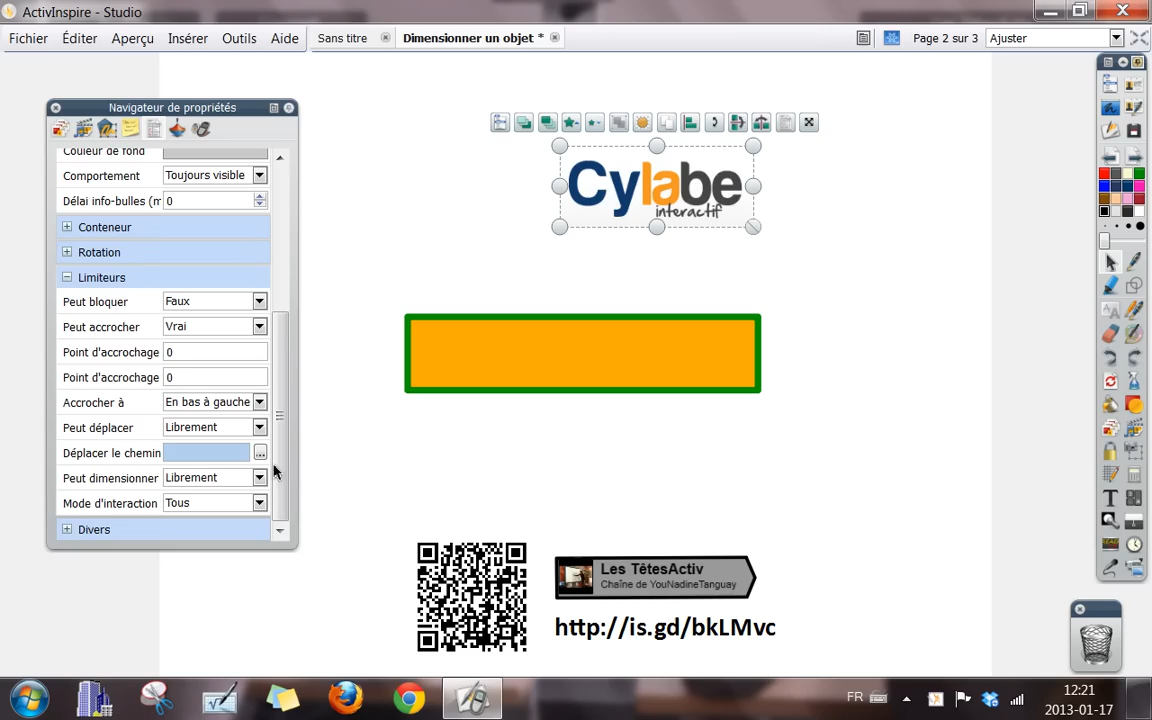 ActivInspire - Studio
Fichier Éditer Aperçu Insérer Outils Aide Sans titre Dimensionner un objet * Page 2 sur 3 Ajuster
Navigateur de propriétés
Couleur de fond
Comportement Toujours visible
Délai info-bulles (m 0
Conteneur
Rotation
Limiteurs
Peut bloquer Faux
Peut accrocher Vrai
Point d'accrochage 0
Point d'accrochage 0
Accrocher à En bas à gauche
Peut déplacer Librement
Déplacer le chemin ...
Peut dimensionner Librement
Mode d'interaction Tous
Divers
Cylabe
interactif
Les TêtesActiv
Chaîne de YouNadineTanguay
http://is.gd/bkLMvc
FR
12:21
2013-01-17